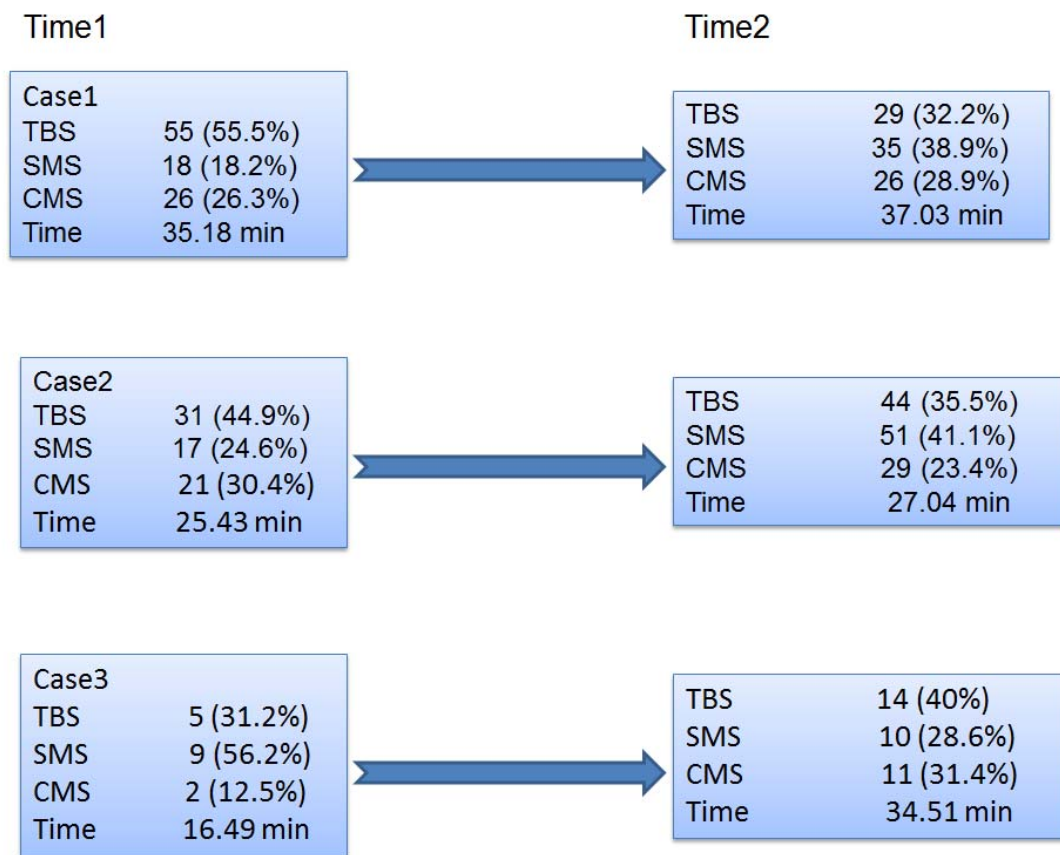 Time1
Time2
Case1
TBS 55 (55.5%)
SMS 18 (18.2%)
CMS 26 (26.3%)
Time 35.18 min
TBS 29 (32.2%)
SMS 35 (38.9%)
CMS 26 (28.9%)
Time 37.03 min
Case2
TBS 31 (44.9%)
SMS 17 (24.6%)
CMS 21 (30.4%)
Time 25.43 min
TBS 44 (35.5%)
SMS 51 (41.1%)
CMS 29 (23.4%)
Time 27.04 min
Case3
TBS 5 (31.2%)
SMS 9 (56.2%)
CMS 2 (12.5%)
Time 16.49 min
TBS 14 (40%)
SMS 10 (28.6%)
CMS 11 (31.4%)
Time 34.51 min